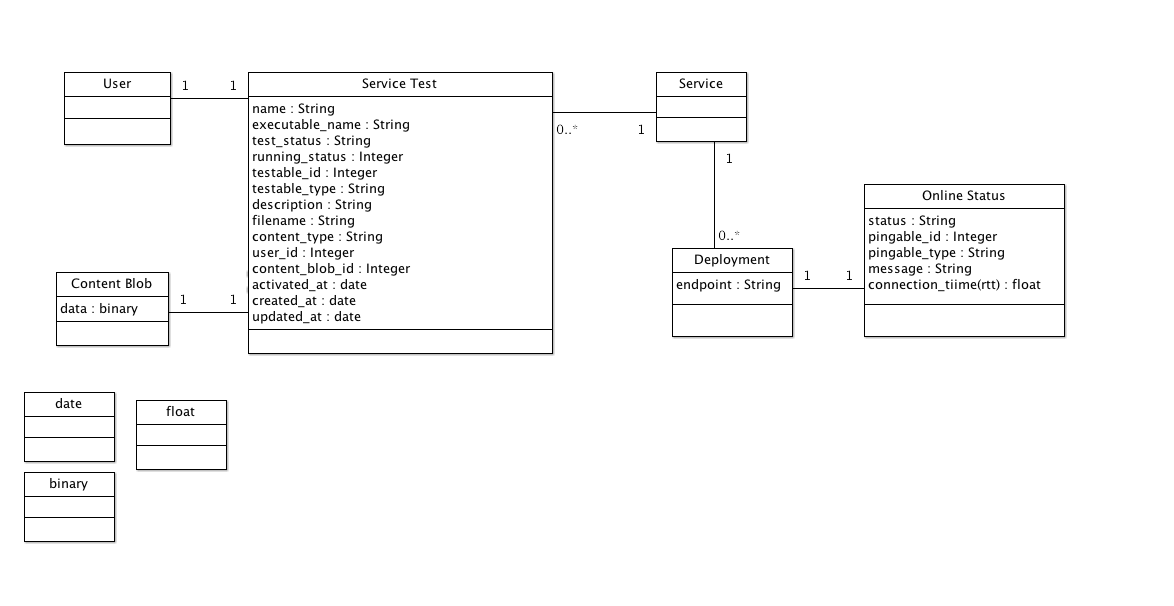 User
1
1
Service Test
name : String
executable_name : String
test_status : String
running_status : Integer
testable_id : Integer
testable_type : String
description : String
filename : String
content_type : String
user_id : Integer
content_blob_id : Integer
activated_at : date
created_at : date
updated_at : date
0..*
1
Service
1
0..*
Deployment
endpoint : String
1
1
Online Status
status : String
pingable_id : Integer
pingable_type : String
message : String
connection_tiime(rtt) : float
Content Blob
data : binary
1
1
date
float
binary